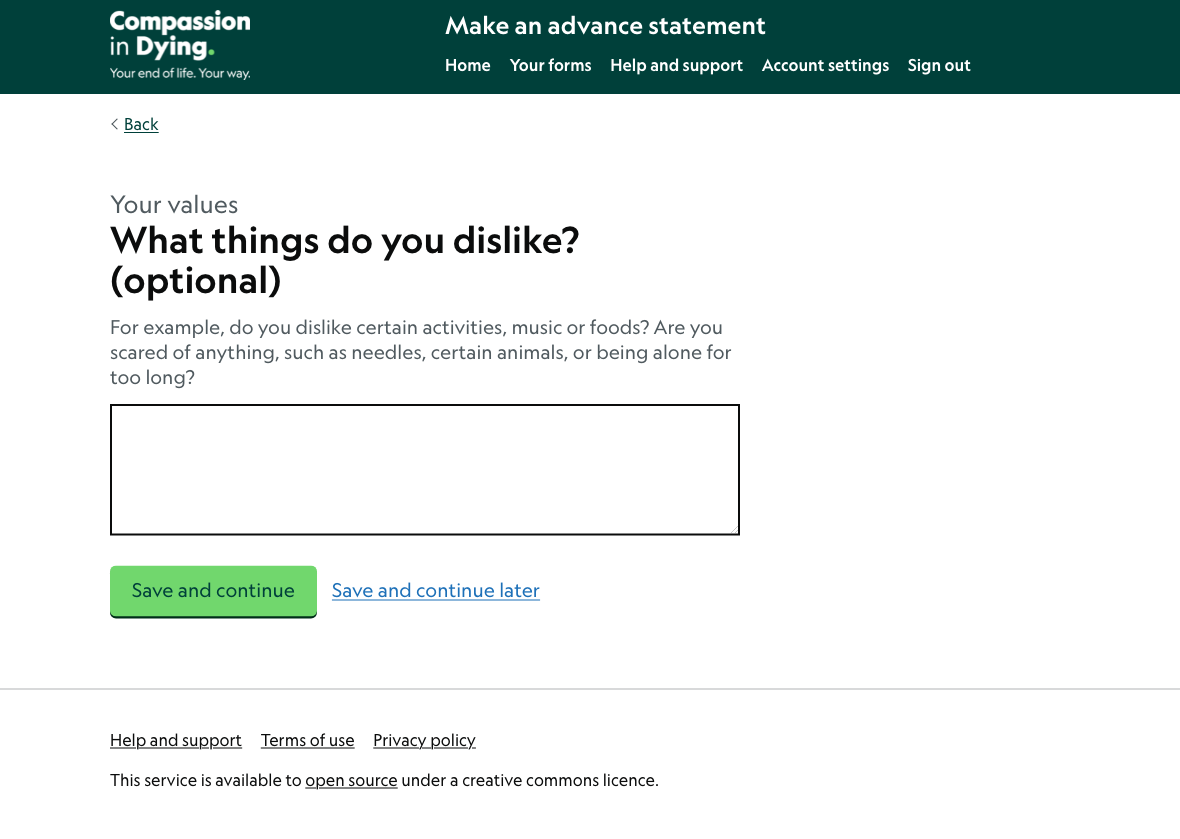 Compassion
in Dying.
Your end of life. Your way.
Make an advance statement
Home Your forms Help and support Account settings Sign out
Back
Your values
What things do you dislike?
(optional)
For example, do you dislike certain activities, music or foods? Are you
scared of anything, such as needles, certain animals, or being alone for
too long?
Save and continue Save and continue later
Help and support Terms of use Privacy policy
This service is available to open source under a creative commons licence.